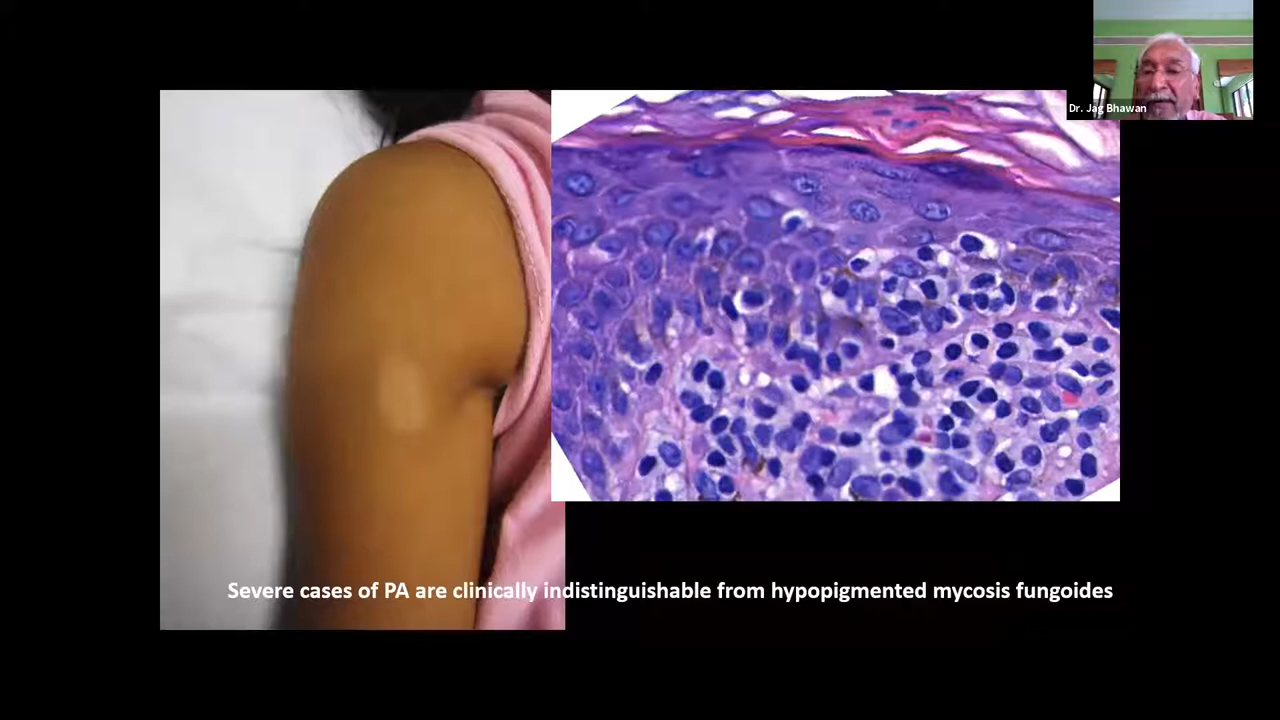 Dr. Jag Bhawan
Severe cases of PA are clinically indistinguishable from hypopigmented mycosis fungoides